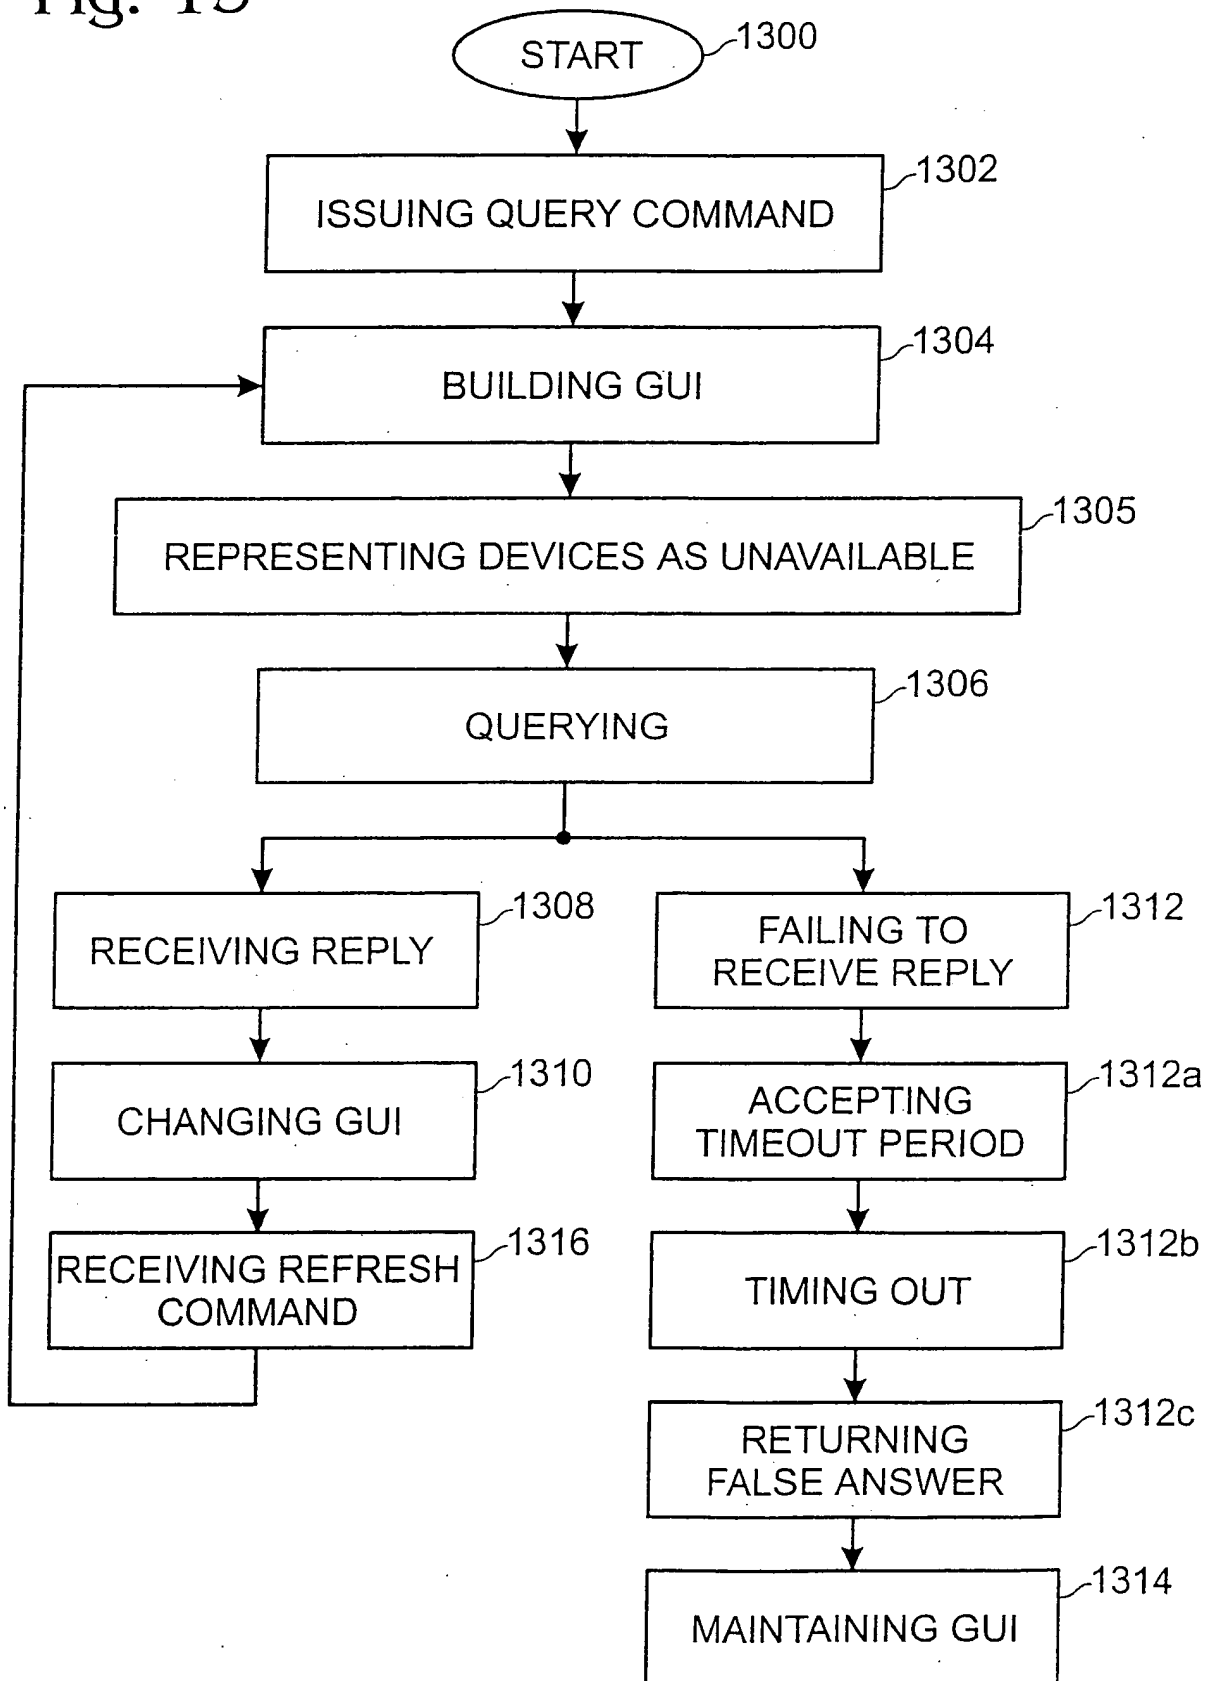 Fig. 13
START
1300
1302
ISSUING QUERY COMMAND
1304
BUILDING GUI
1305
REPRESENTING DEVICES AS UNAVAILABLE
1306
QUERYING
1308
RECEIVING REPLY
1312
FAILING TO
RECEIVE REPLY
1310
CHANGING GUI
1312a
ACCEPTING
TIMEOUT PERIOD
1316
RECEIVING REFRESH
COMMAND
1312b
TIMING OUT
1312c
RETURNING
FALSE ANSWER
1314
MAINTAINING GUI